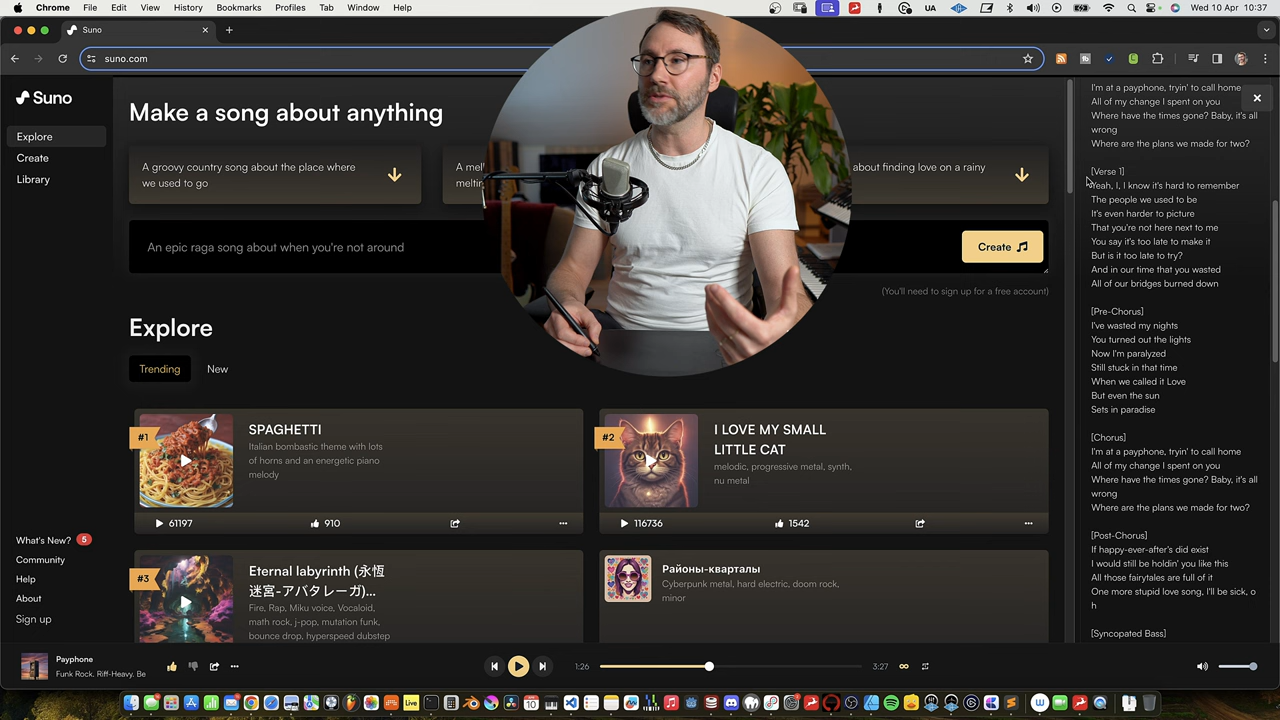 Chrome File Edit View History Bookmarks Profiles Tab Window Help
UA
Wed 10 Apr 10:37
Suno
suno.com
Suno
Explore
Create
Library
What's New? 5
Community
Help
About
Sign up
Make a song about anything
A groovy country song about the place where
we used to go
A mel
meltin
about finding love on a rainy
An epic raga song about when you're not around
Create
(You'll need to sign up for a free account)
Explore
Trending New
#1
SPAGHETTI
Italian bombastic theme with lots
of horns and an energetic piano
melody
61197 910
#2
I LOVE MY SMALL
LITTLE CAT
melodic, progressive metal, synth,
nu metal
116736 1542
#3
Eternal labyrinth (永恆
迷宮-アバタレーガ)...
Fire, Rap, Miku voice, Vocaloid,
math rock, j-pop, mutation funk,
bounce drop, hyperspeed dubstep
Районы-кварталы
Cyberpunk metal, hard electric, doom rock,
minor
I'm at a payphone, tryin' to call home
All of my change I spent on you
Where have the times gone? Baby, it's all
wrong
Where are the plans we made for two?
[Verse 1]
Yeah, I, I know it's hard to remember
The people we used to be
It's even harder to picture
That you're not here next to me
You say it's too late to make it
But is it too late to try?
And in our time that you wasted
All of our bridges burned down
[Pre-Chorus]
I've wasted my nights
You turned out the lights
Now I'm paralyzed
Still stuck in that time
When we called it Love
But even the sun
Sets in paradise
[Chorus]
I'm at a payphone, tryin' to call home
All of my change I spent on you
Where have the times gone? Baby, it's all
wrong
Where are the plans we made for two?
[Post-Chorus]
If happy-ever-after's did exist
I would still be holdin' you like this
All those fairytales are full of it
One more stupid love song, I'll be sick, o
h
[Syncopated Bass]
Payphone
Funk Rock. Riff-Heavy. Be
1:26
3:27
Live